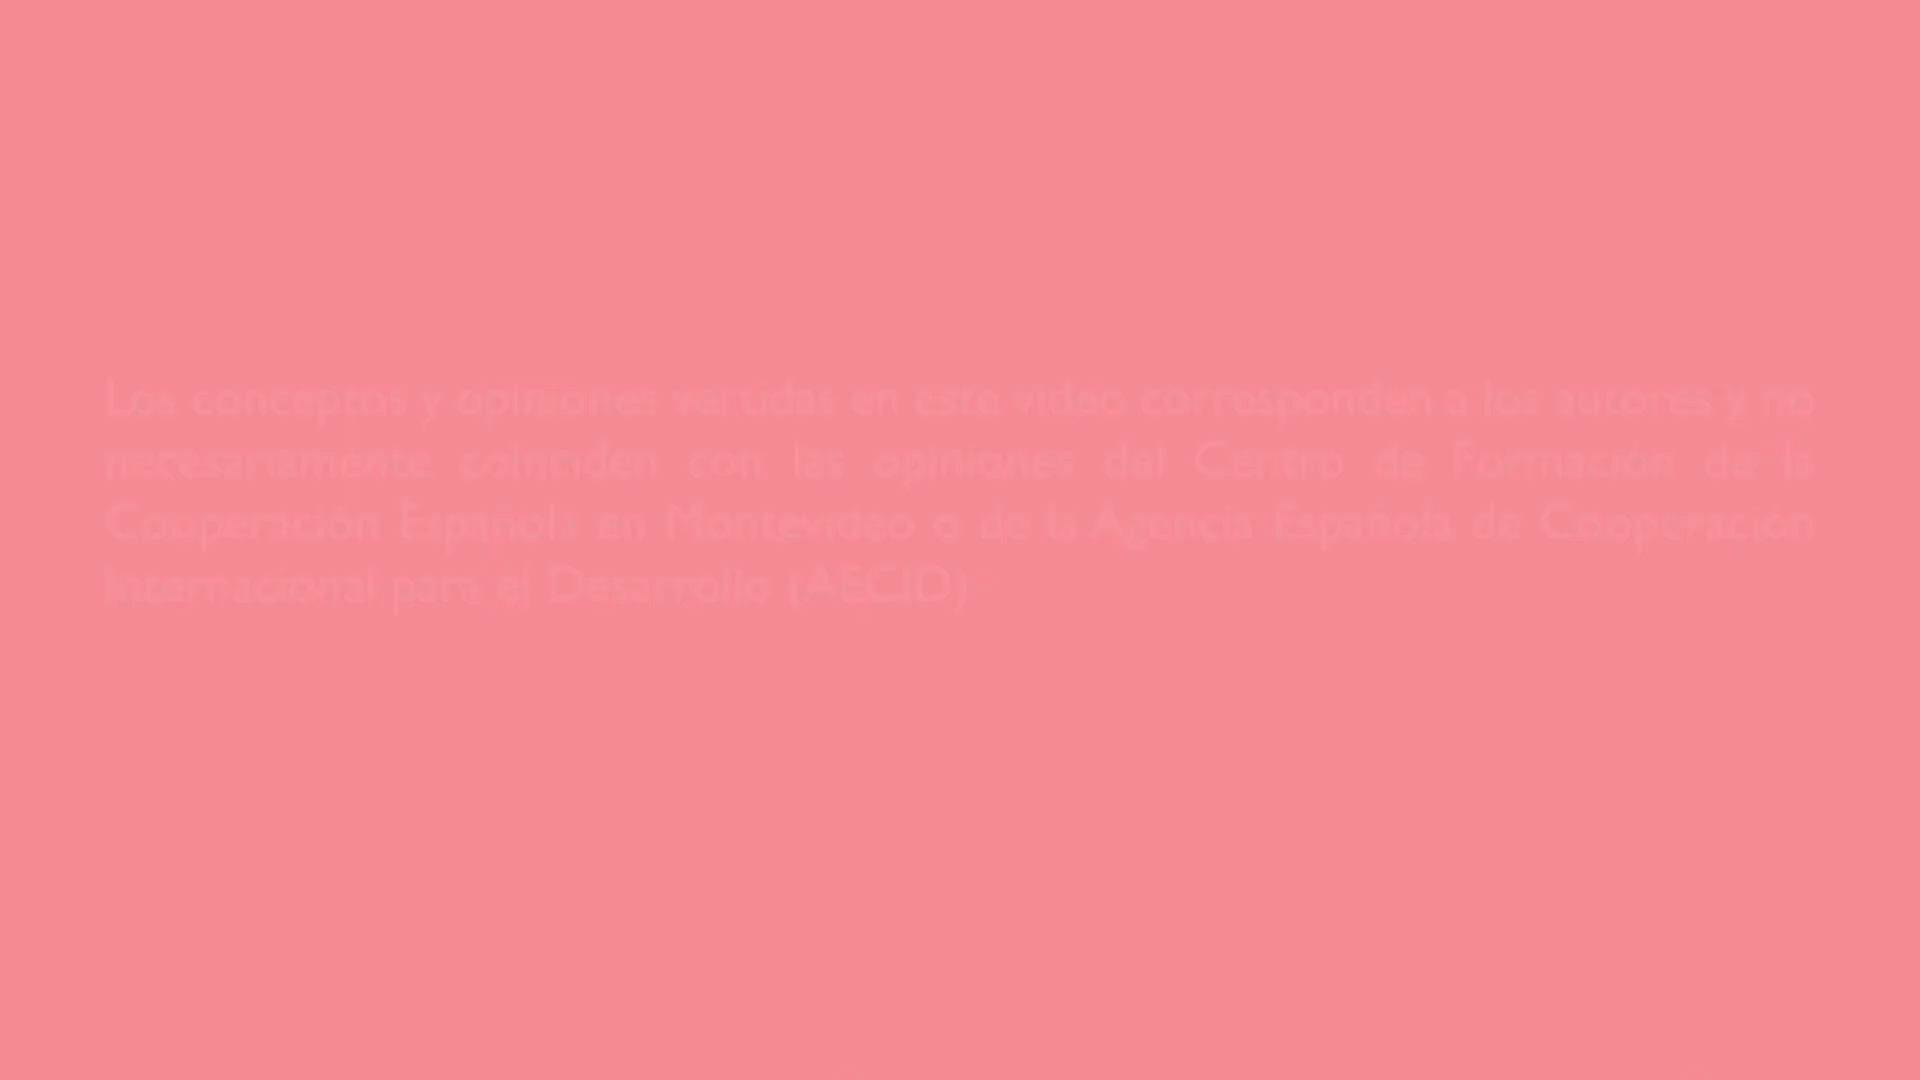 Los conceptos y opiniones vertidas en este video corresponden a los autores y no
necesariamente coinciden con las opiniones del Centro de Formación de la
Cooperación Española en Montevideo o de la Agencia Española de Cooperación
Internacional para el Desarrollo (AECID)